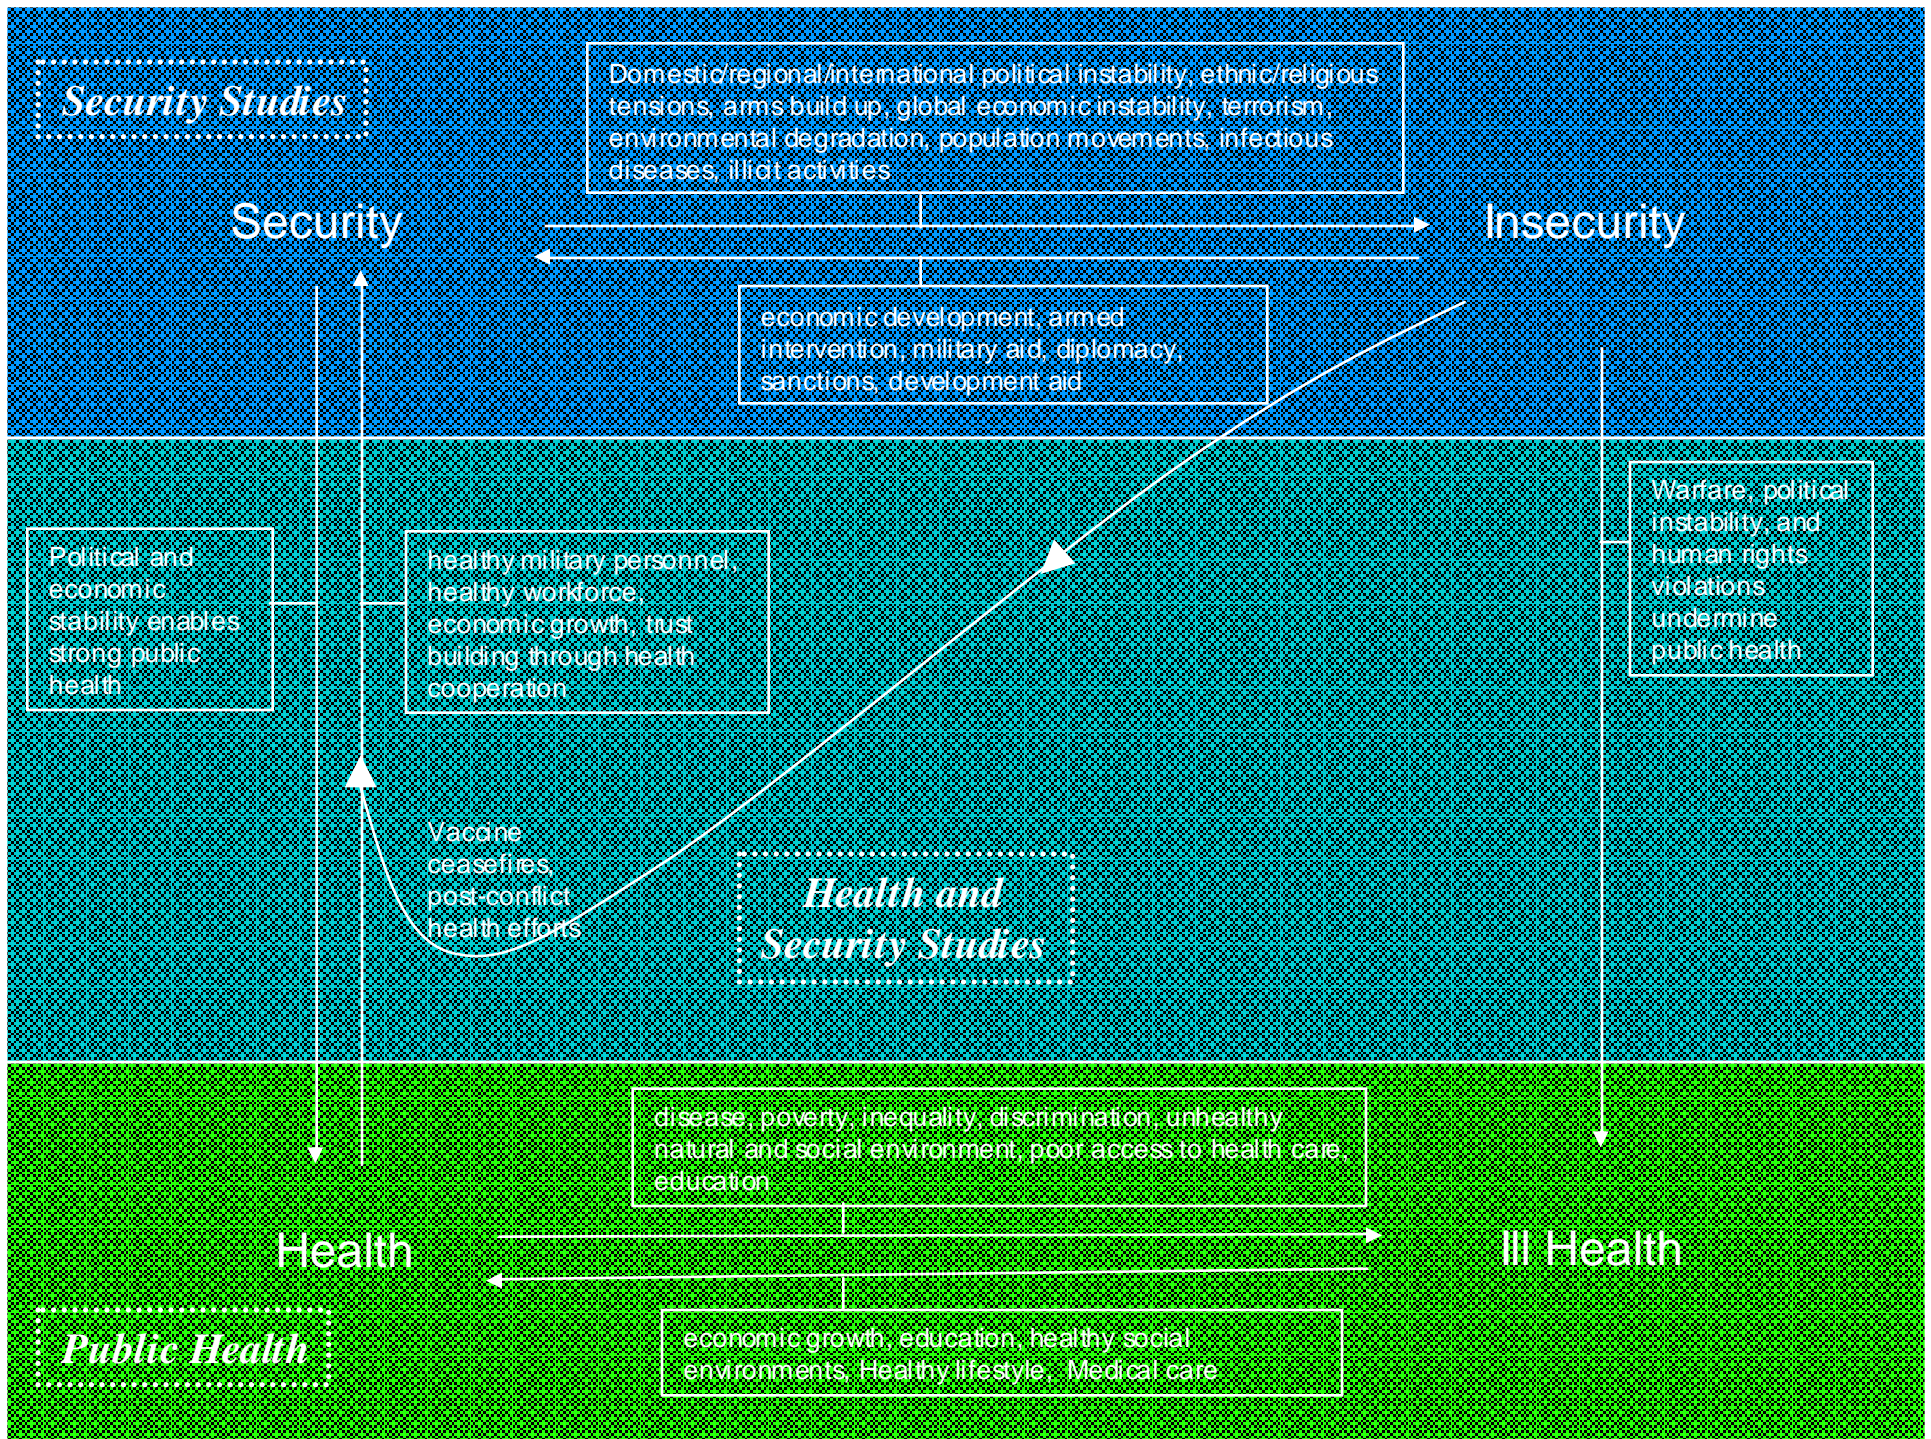 Security Studies
Domestic/regional/international political instability, ethnic/religious
tensions, arms build up, global economic instability, terrorism,
environmental degradation, population movements, infectious
diseases, illicit activities
Security
Insecurity
economic development, armed
intervention, military aid, diplomacy,
sanctions, development aid
Political and
economic
stability enables
strong public
health
healthy military personnel,
healthy workforce,
economic growth, trust
building through health
cooperation
Warfare, political
instability, and
human rights
violations
undermine
public health
Vaccine
ceasefires,
post-conflict
health efforts
Health and
Security Studies
disease, poverty, inequality, discrimination, unhealthy
natural and social environment, poor access to health care,
education
Health
Ill Health
Public Health
economic growth, education, healthy social
environments, Healthy lifestyle, Medical care